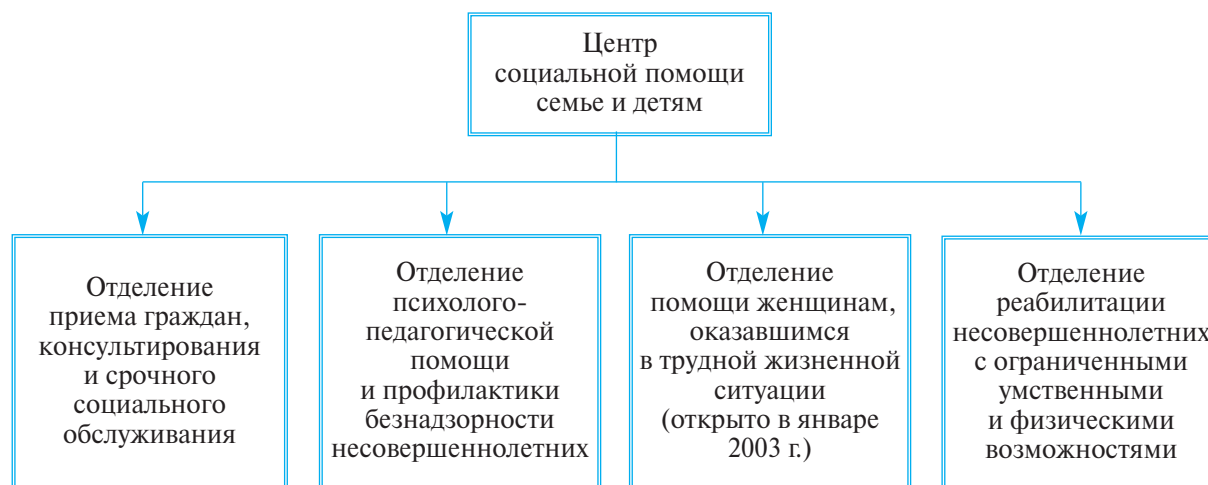 Центр
социальной помощи
семье и детям
Отделение
приема граждан,
консультирования
и срочного
социального
обслуживания
Отделение
психолого-
педагогической
помощи
и профилактики
безнадзорности
несовершеннолетних
Отделение
помощи женщинам,
оказавшимся
в трудной жизненной
ситуации
(открыто в январе
2003 г.)
Отделение
реабилитации
несовершеннолетних
с ограниченными
умственными
и физическими
возможностями